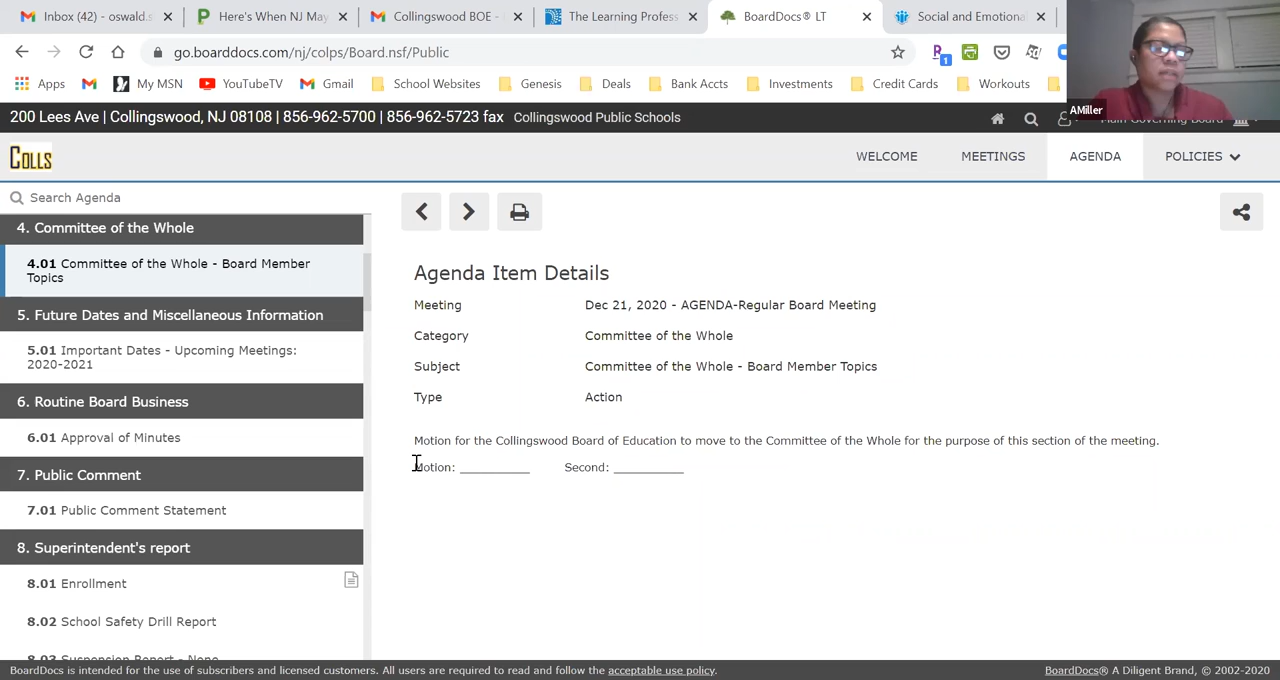 Inbox (42) - oswald.s
Here's When NJ May
Collingswood BOE -
The Learning Profess
BoardDocs® LT
Social and Emotiona
go.boarddocs.com/nj/colps/Board.nsf/Public
Apps
My MSN
YouTubeTV
Gmail
School Websites
Genesis
Deals
Bank Accts
Investments
Credit Cards
Workouts
AMiller
200 Lees Ave | Collingswood, NJ 08108 | 856-962-5700 | 856-962-5723 fax Collingswood Public Schools
Main Governing Board
COLLS
WELCOME
MEETINGS
AGENDA
POLICIES
Search Agenda
4. Committee of the Whole
4.01 Committee of the Whole - Board Member
Topics
5. Future Dates and Miscellaneous Information
5.01 Important Dates - Upcoming Meetings:
2020-2021
6. Routine Board Business
6.01 Approval of Minutes
7. Public Comment
7.01 Public Comment Statement
8. Superintendent's report
8.01 Enrollment
8.02 School Safety Drill Report
8.03 Suspension Report - None
Agenda Item Details
Meeting Dec 21, 2020 - AGENDA-Regular Board Meeting
Category Committee of the Whole
Subject Committee of the Whole - Board Member Topics
Type Action
Motion for the Collingswood Board of Education to move to the Committee of the Whole for the purpose of this section of the meeting.
Motion: __________ Second: __________
BoardDocs is intended for the use of subscribers and licensed customers. All users are required to read and follow the acceptable use policy.
BoardDocs® A Diligent Brand, © 2002-2020